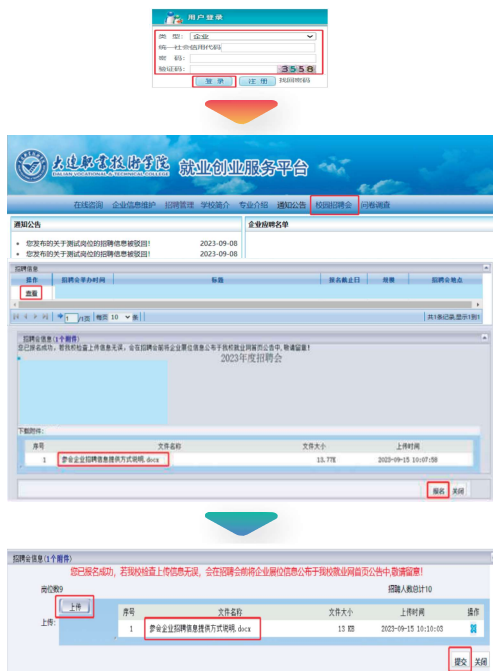 用户登录
类 型: 企业
统一社会信用代码
密 码:
验证码: 3558
登录 注册 找回密码
大连职业技术学院 就业创业服务平台
DALIAN VOCATIONAL & TECHNICAL COLLEGE
在线咨询 企业信息维护 招聘管理 学校简介 专业介绍 通知公告 校园招聘会 问卷调查
通知公告 企业应聘名单
• 您发布的关于测试岗位的招聘信息被驳回! 2023-09-08
• 您发布的关于测试岗位的招聘信息被驳回! 2023-09-08
招聘信息
操作 招聘会举办时间 标题 报名截止日 规模 招聘会地点
查看
1 /1页 每页 10 条 共1条记录,显示1到1
招聘会信息(1个附件)
您已报名成功, 若我校检查上传信息无误, 会在招聘会前将企业展位信息公布于我校就业网首页公告中,敬请留意!
2023年度招聘会
下载附件:
序号 文件名称 文件大小 上传时间
1 参会企业招聘信息提供方式说明.docx 13.77K 2023-09-15 10:07:58
报名 关闭
招聘会信息(1个附件)
您已报名成功, 若我校检查上传信息无误, 会在招聘会前将企业展位信息公布于我校就业网首页公告中,敬请留意!
岗位数9 招聘人数总计10
上传
上传:
序号 文件名称 文件大小 上传时间 操作
1 参会企业招聘信息提供方式说明.docx 13 KB 2023-09-15 10:10:03
提交 关闭